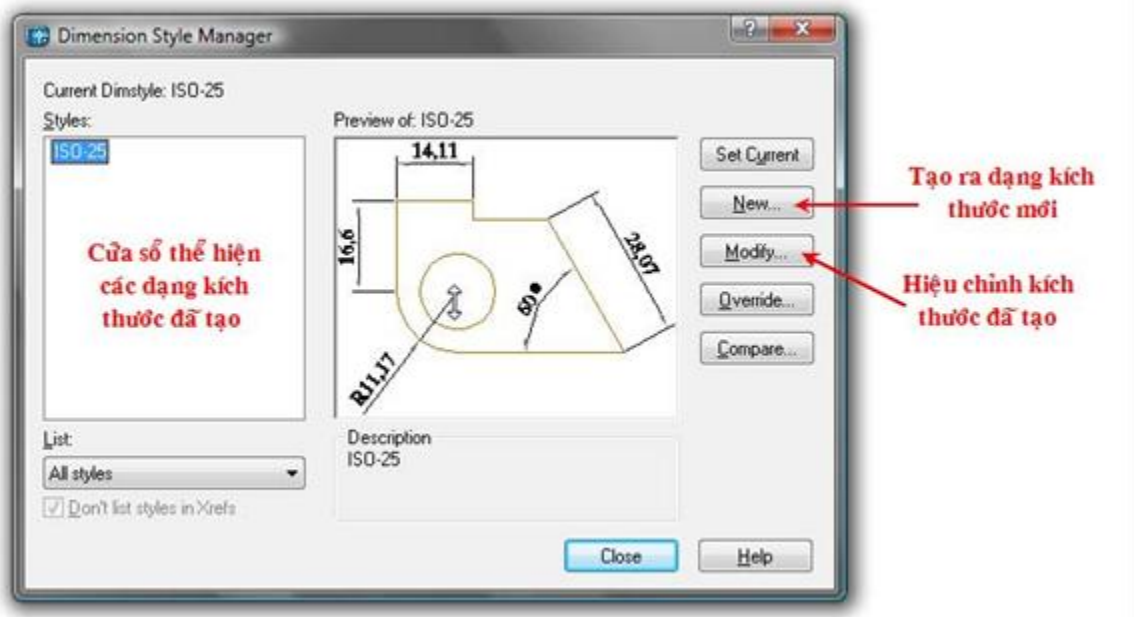 Dimension Style Manager
Current Dimstyle: ISO-25
Styles:
ISO-25
Cửa sổ thể hiện
các dạng kích
thước đã tạo
Preview of: ISO-25
14,11
16,6
28,07
60°
R11,17
Set Current
New...
Modify...
Override...
Compare...
Tạo ra dạng kích
thước mới
Hiệu chỉnh kích
thước đã tạo
List:
All styles
Don't list styles in Xrefs
Description
ISO-25
Close
Help